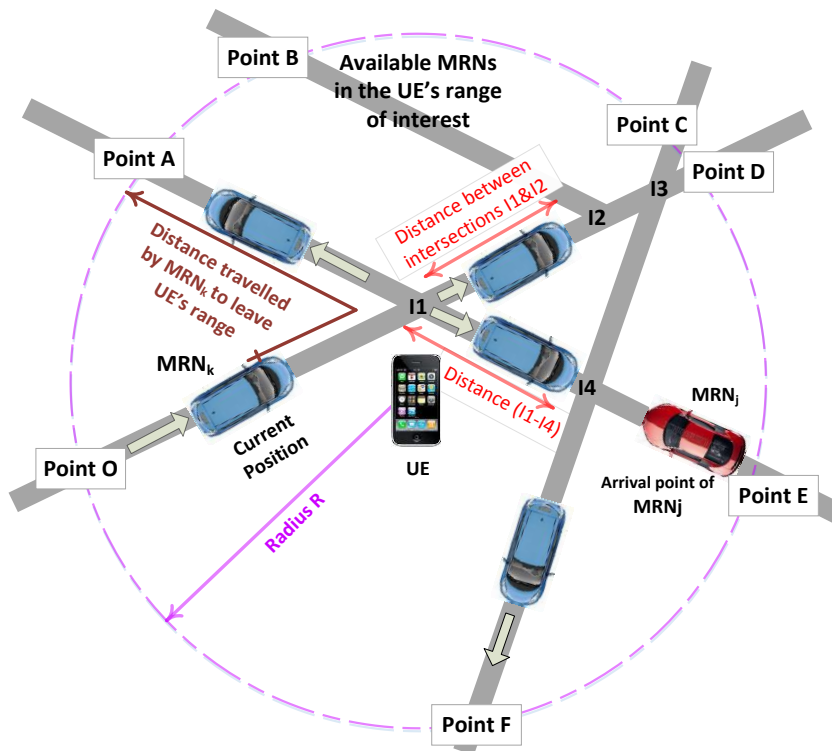 Point B
Available MRNs
in the UE's range
of interest
Point C
Point A
Point D
I3
I2
Distance between
intersections I1&I2
Distance travelled
by MRNk to leave
UE's range
I1
MRNk
Distance (I1-I4)
I4
MRNj
Current
Position
UE
Point O
Arrival point of
MRNj
Point E
Radius R
Point F